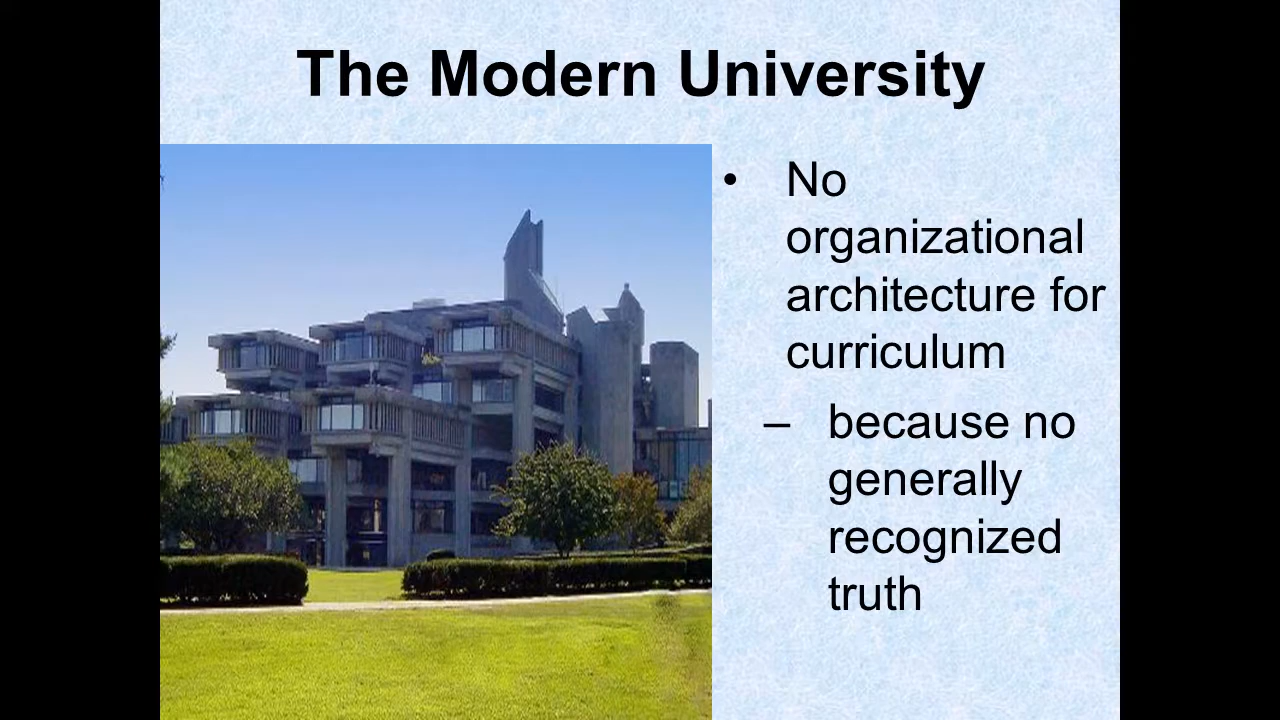 The Modern University
• No
organizational
architecture for
curriculum
– because no
generally
recognized
truth